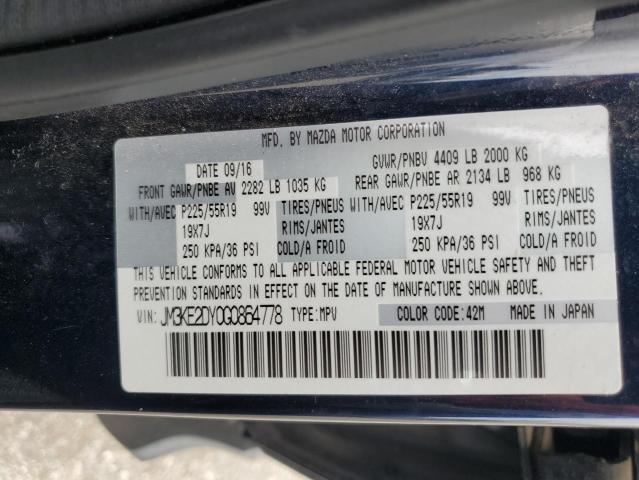 MFD. BY MAZDA MOTOR CORPORATION
DATE 09/16 GVWR/PNBV 4409 LB 2000 KG
FRONT GAWR/PNBE AV 2282 LB 1035 KG REAR GAWR/PNBE AR 2134 LB 968 KG
WITH/AVEC P225/55R19 99V TIRES/PNEUS WITH/AVEC P225/55R19 99V TIRES/PNEUS
19X7J RIMS/JANTES 19X7J RIMS/JANTES
250 KPA/36 PSI COLD/A FROID 250 KPA/36 PSI COLD/A FROID
THIS VEHICLE CONFORMS TO ALL APPLICABLE FEDERAL MOTOR VEHICLE SAFETY AND THEFT
PREVENTION STANDARDS IN EFFECT ON THE DATE OF MANUFACTURE SHOWN ABOVE.
VIN: JM3KE2DY0G0864778 TYPE:MPV COLOR CODE:42M MADE IN JAPAN